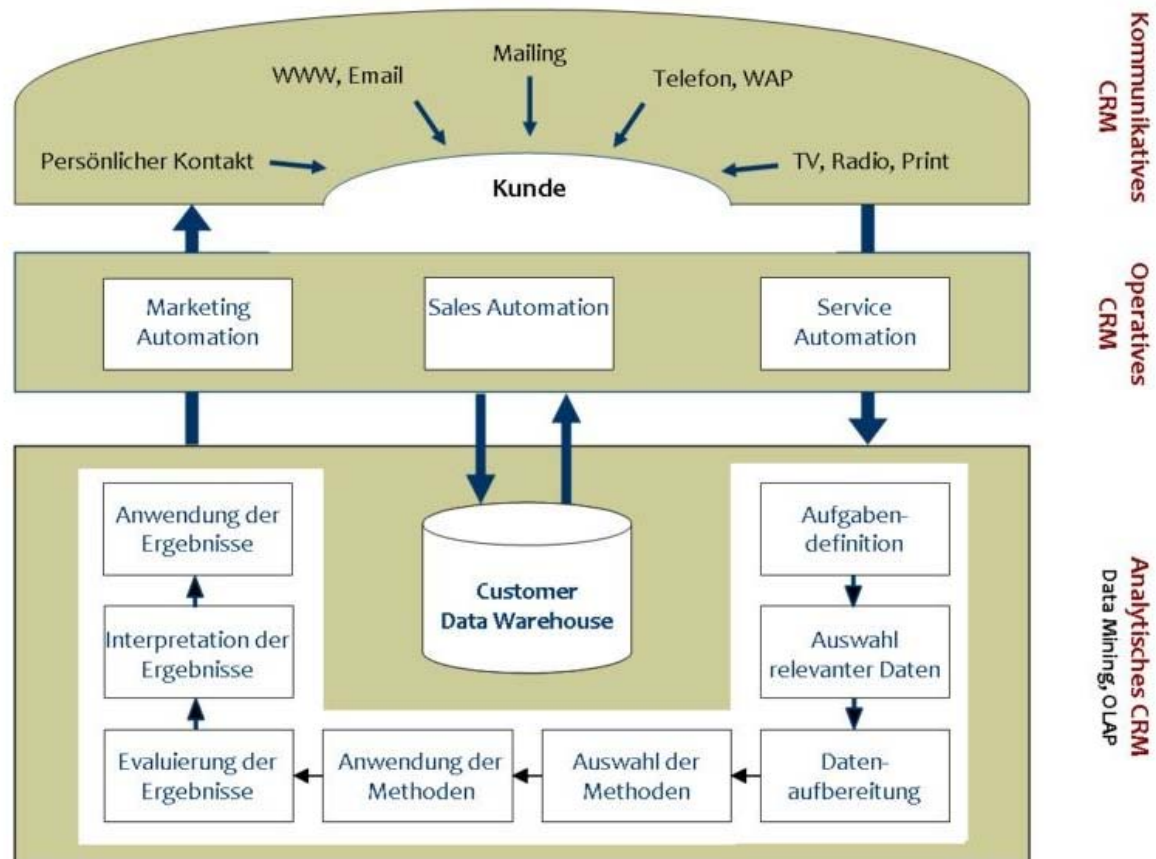 Mailing
WWW, Email
Telefon, WAP
Persönlicher Kontakt
TV, Radio, Print
Kunde
Kommunikatives
CRM
Marketing
Automation
Sales Automation
Service
Automation
Operatives
CRM
Anwendung der
Ergebnisse
Interpretation der
Ergebnisse
Evaluierung der
Ergebnisse
Customer
Data Warehouse
Anwendung der
Methoden
Auswahl der
Methoden
Aufgaben-
definition
Auswahl
relevanter Daten
Daten-
aufbereitung
Analytisches CRM
Data Mining, OLAP